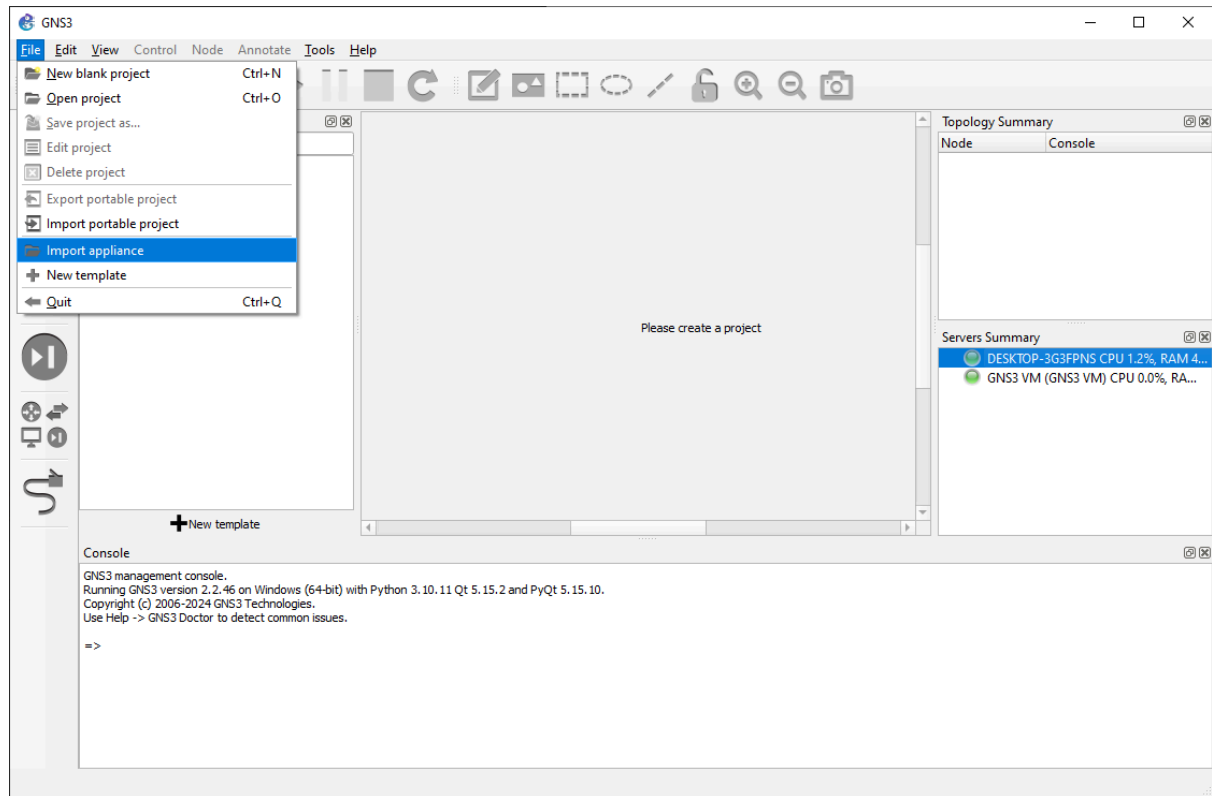 GNS3
File Edit View Control Node Annotate Tools Help
New blank project Ctrl+N
Open project Ctrl+O
Save project as...
Edit project
Delete project
Export portable project
Import portable project
Import appliance
New template
Quit Ctrl+Q
New template
Please create a project
Topology Summary
Node Console
Servers Summary
DESKTOP-3G3FPNS CPU 1.2%, RAM 4...
GNS3 VM (GNS3 VM) CPU 0.0%, RA...
Console
GNS3 management console.
Running GNS3 version 2.2.46 on Windows (64-bit) with Python 3.10.11 Qt 5.15.2 and PyQt 5.15.10.
Copyright (c) 2006-2024 GNS3 Technologies.
Use Help -> GNS3 Doctor to detect common issues.
=>